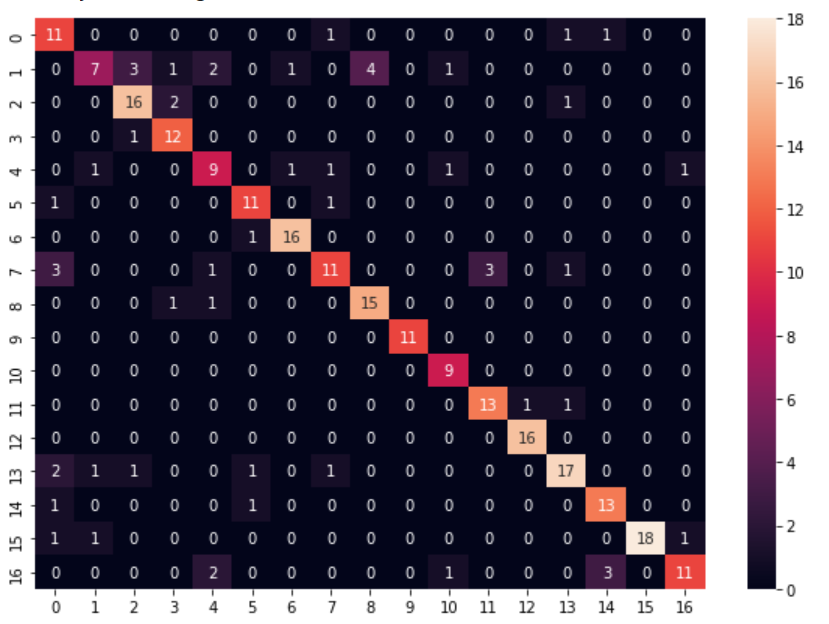 0 11 0 0 0 0 0 0 1 0 0 0 0 0 1 1 0 0
1 0 7 3 1 2 0 1 0 4 0 1 0 0 0 0 0 0
2 0 0 16 2 0 0 0 0 0 0 0 0 0 1 0 0 0
3 0 0 1 12 0 0 0 0 0 0 0 0 0 0 0 0 0
4 0 1 0 0 9 0 1 1 0 0 1 0 0 0 0 0 1
5 1 0 0 0 0 11 0 1 0 0 0 0 0 0 0 0 0
6 0 0 0 0 0 1 16 0 0 0 0 0 0 0 0 0 0
7 3 0 0 0 1 0 0 11 0 0 0 3 0 1 0 0 0
8 0 0 0 1 1 0 0 0 15 0 0 0 0 0 0 0 0
9 0 0 0 0 0 0 0 0 0 11 0 0 0 0 0 0 0
10 0 0 0 0 0 0 0 0 0 0 9 0 0 0 0 0 0
11 0 0 0 0 0 0 0 0 0 0 0 13 1 1 0 0 0
12 0 0 0 0 0 0 0 0 0 0 0 0 16 0 0 0 0
13 2 1 1 0 0 1 0 1 0 0 0 0 0 17 0 0 0
14 1 0 0 0 0 1 0 0 0 0 0 0 0 0 13 0 0
15 1 1 0 0 0 0 0 0 0 0 0 0 0 0 0 18 1
16 0 0 0 0 2 0 0 0 0 0 1 0 0 0 3 0 11
0 1 2 3 4 5 6 7 8 9 10 11 12 13 14 15 16
18
16
14
12
10
8
6
4
2
0